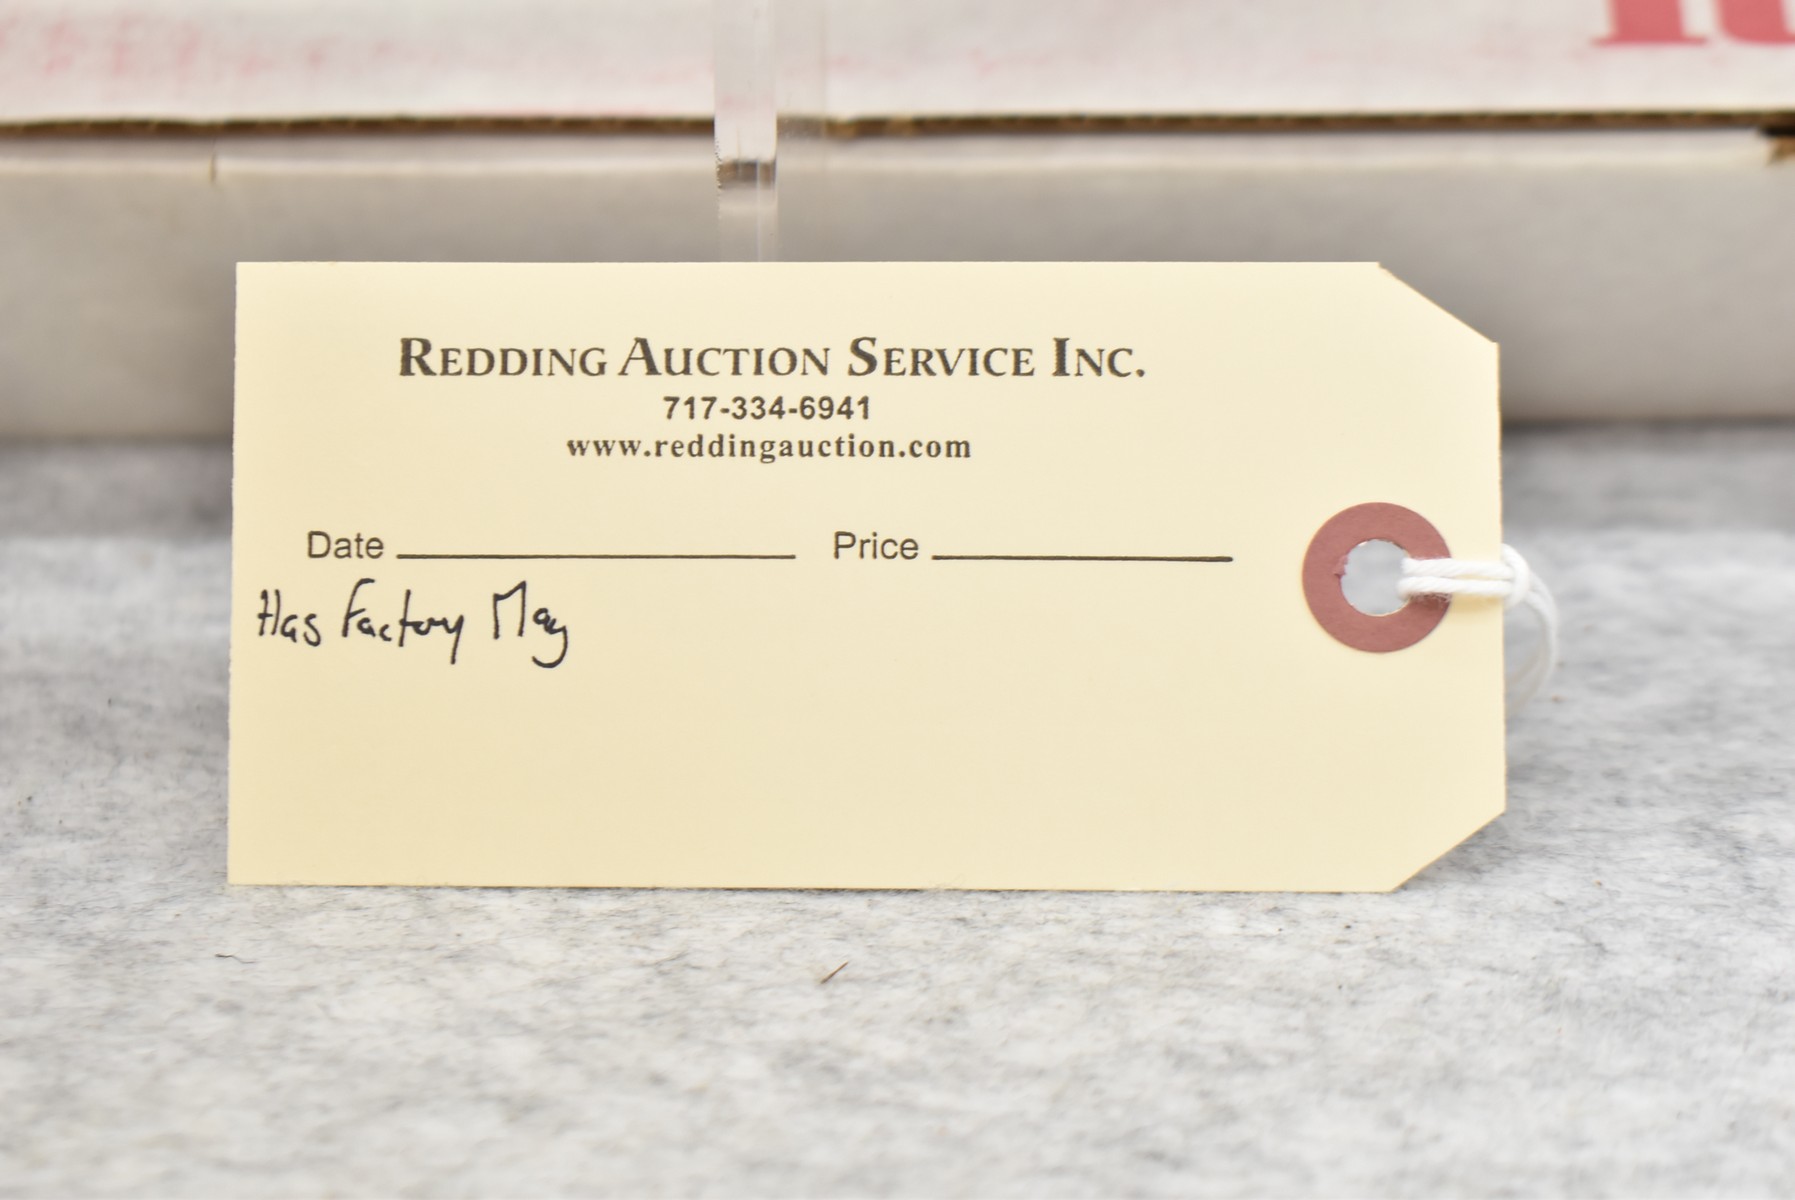 REDDING AUCTION SERVICE INC.
717-334-6941
www.reddingauction.com
Date Price
Has Factory Mag